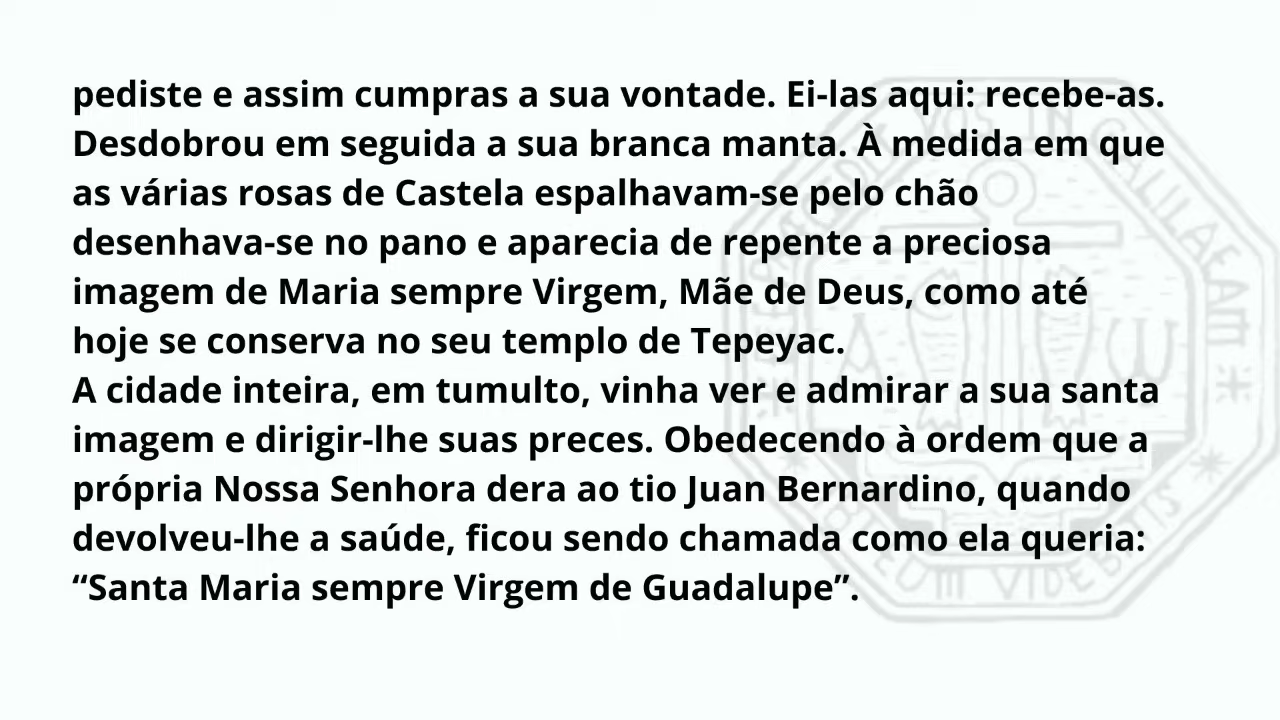 pediste e assim cumpras a sua vontade. Ei-las aqui: recebe-as.
Desdobrou em seguida a sua branca manta. À medida em que
as várias rosas de Castela espalhavam-se pelo chão
desenhava-se no pano e aparecia de repente a preciosa
imagem de Maria sempre Virgem, Mãe de Deus, como até
hoje se conserva no seu templo de Tepeyac.
A cidade inteira, em tumulto, vinha ver e admirar a sua santa
imagem e dirigir-lhe suas preces. Obedecendo à ordem que a
própria Nossa Senhora dera ao tio Juan Bernardino, quando
devolveu-lhe a saúde, ficou sendo chamada como ela queria:
“Santa Maria sempre Virgem de Guadalupe”.